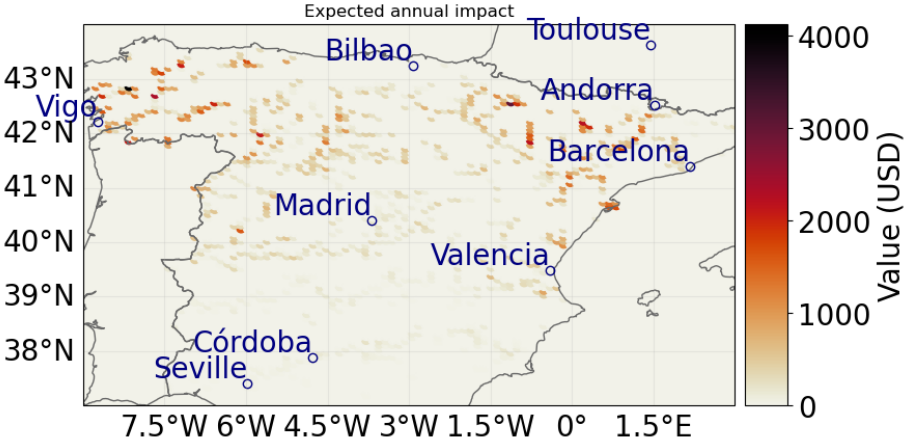 Expected annual impact
Toulouse
Bilbao
43°N
Andorra
Vigo
42°N
Barcelona
41°N
Madrid
40°N
Valencia
39°N
38°N
Córdoba
Seville
7.5°W 6°W 4.5°W 3°W 1.5°W 0° 1.5°E
4000
3000
2000
1000
0
Value (USD)